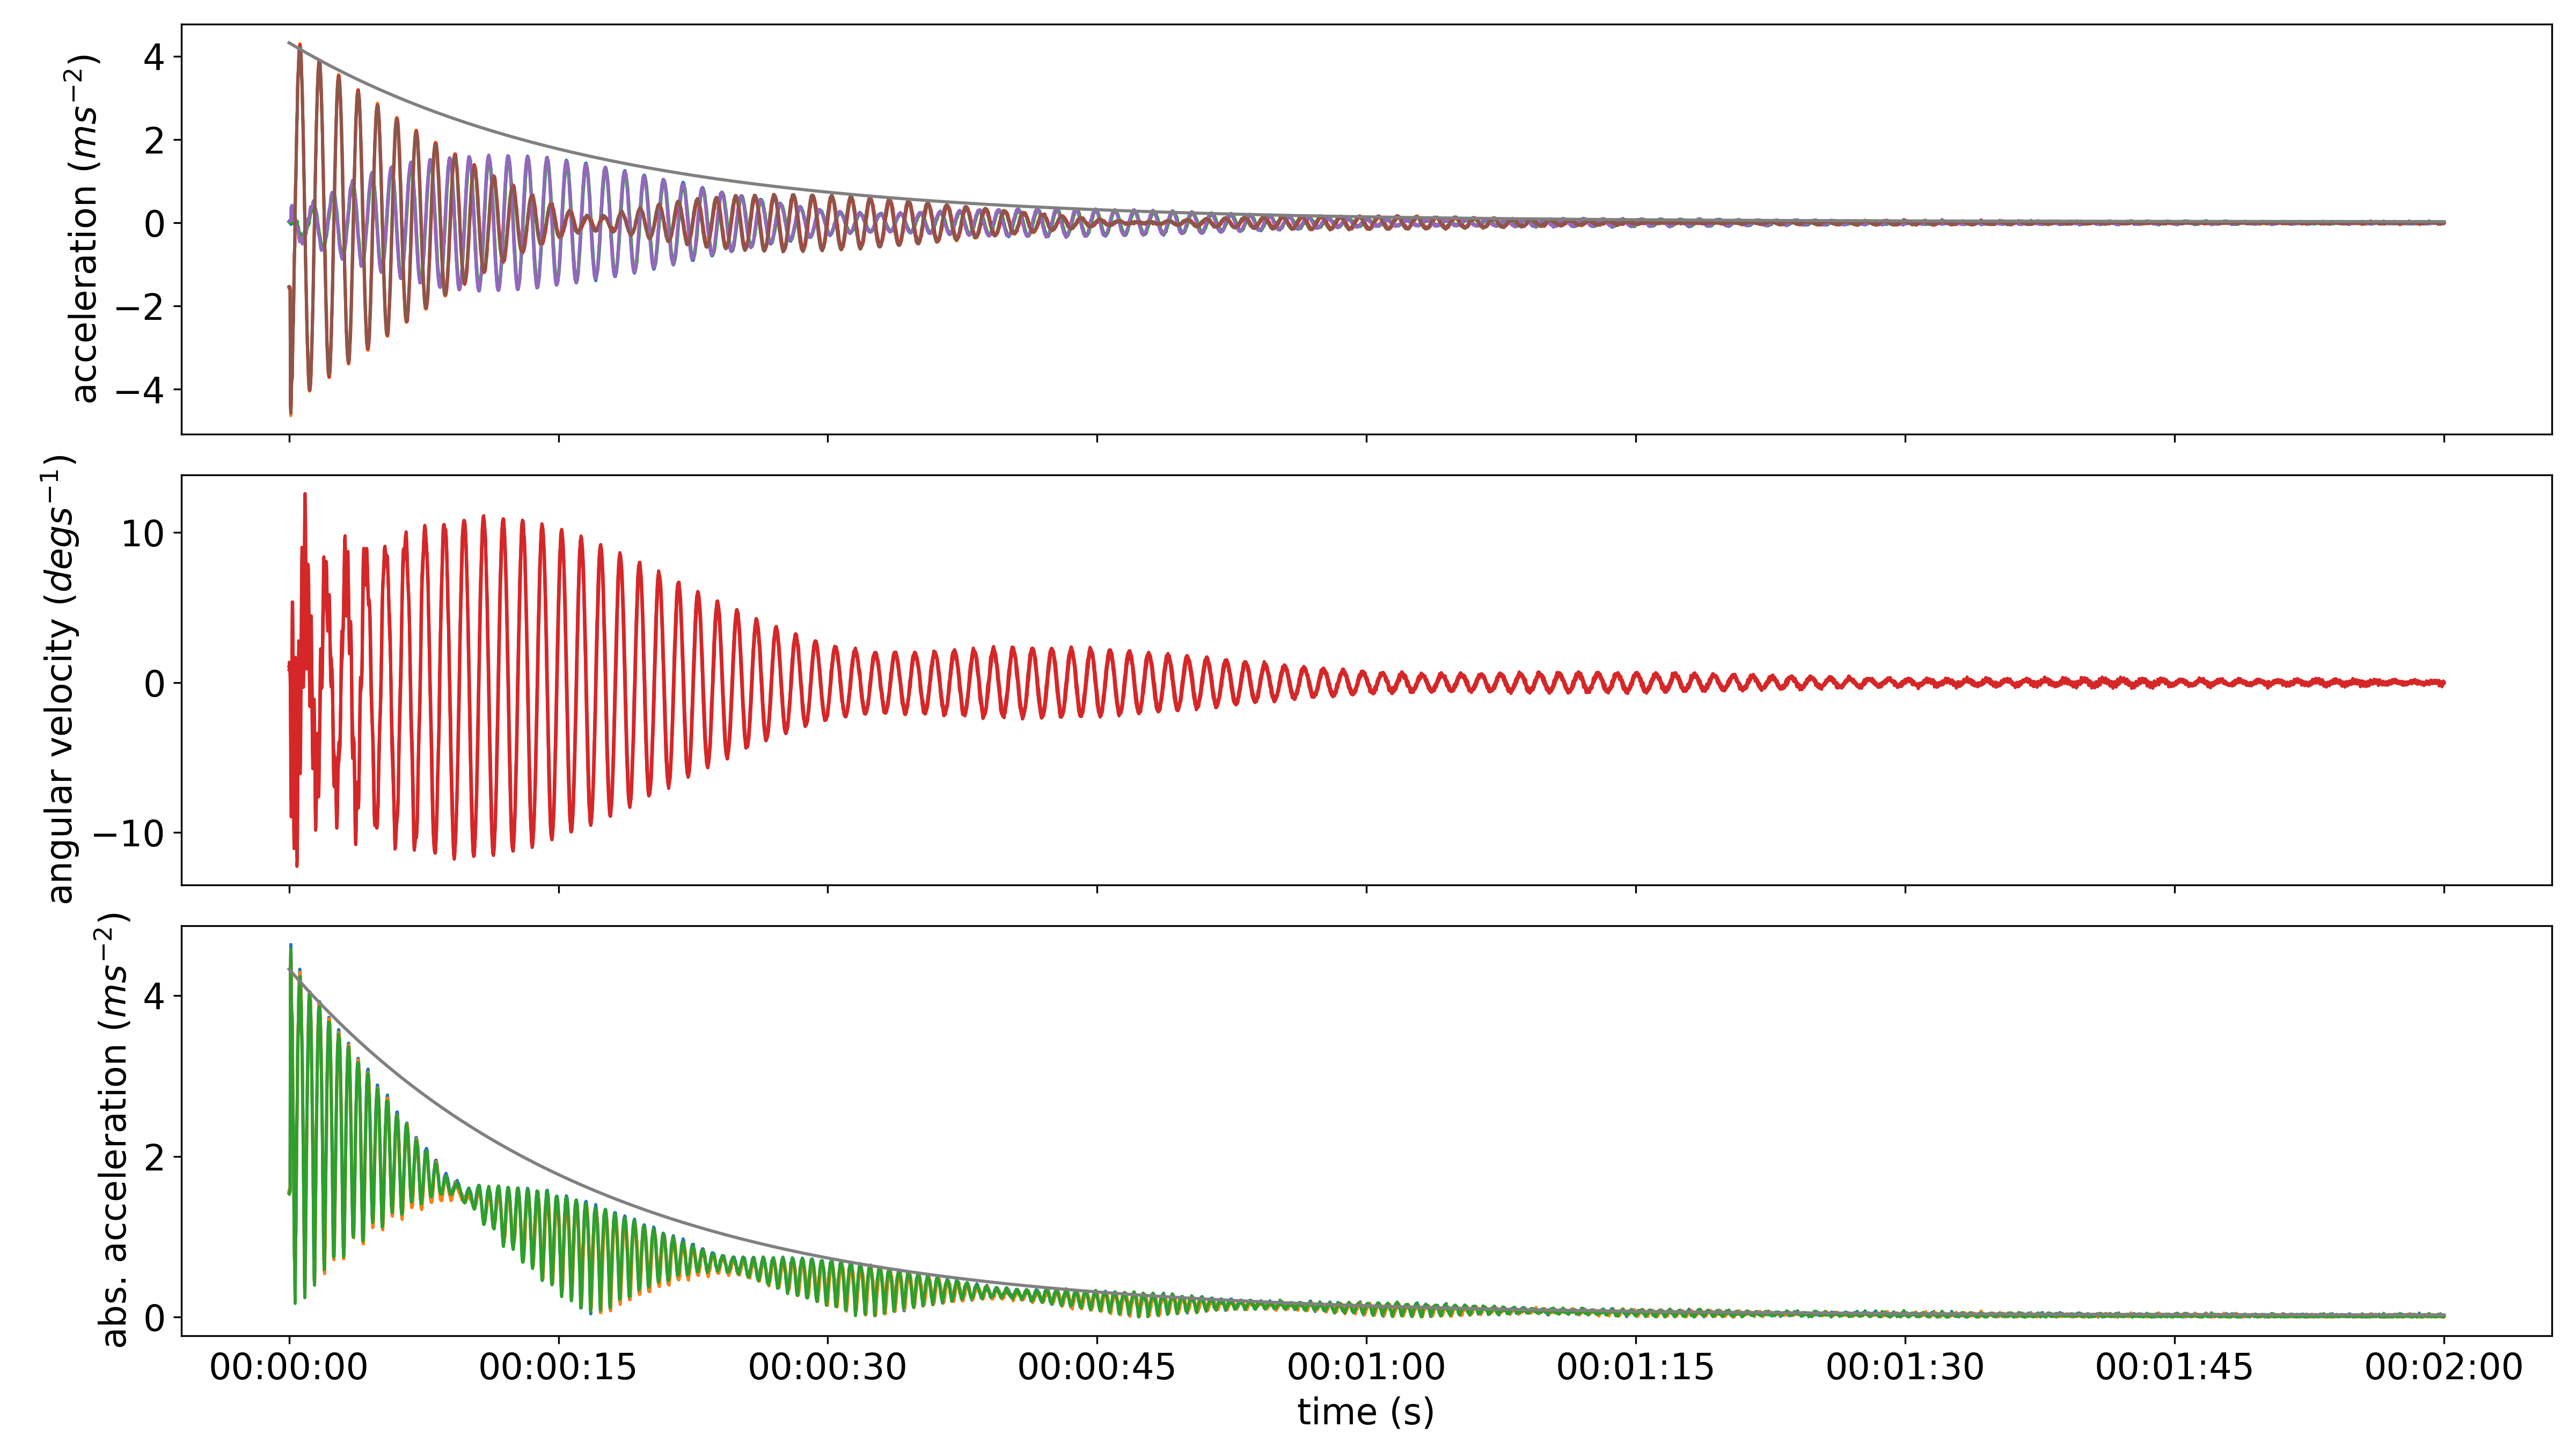 acceleration (ms⁻²)
4
2
0
−2
−4
angular velocity (degs⁻¹)
10
0
−10
abs. acceleration (ms⁻²)
4
2
0
00:00:00 00:00:15 00:00:30 00:00:45 00:01:00 00:01:15 00:01:30 00:01:45 00:02:00
time (s)